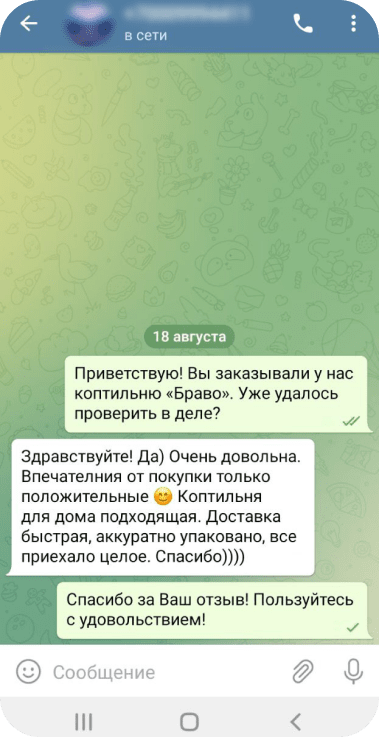 в сети
18 августа
Приветствую! Вы заказывали у нас
коптильню «Браво». Уже удалось
проверить в деле?
Здравствуйте! Да) Очень довольна.
Впечателния от покупки только
положительные 😊 Коптильня
для дома подходящая. Доставка
быстрая, аккуратно упаковано, все
приехало целое. Спасибо))))
Спасибо за Ваш отзыв! Пользуйтесь
с удовольствием!
Сообщение